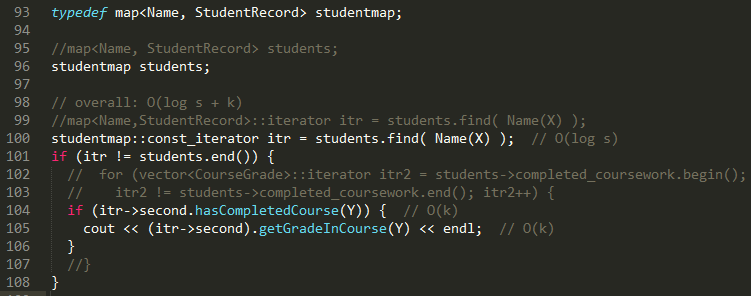 93 typedef map<Name, StudentRecord> studentmap;
94
95 //map<Name, StudentRecord> students;
96 studentmap students;
97
98 // overall: O(log s + k)
99 //map<Name,StudentRecord>::iterator itr = students.find( Name(X) );
100 studentmap::const_iterator itr = students.find( Name(X) );  // O(log s)
101 if (itr != students.end()) {
102   //  for (vector<CourseGrade>::iterator itr2 = students->completed_coursework.begin();
103   //    itr2 != students->completed_coursework.end(); itr2++) {
104   if (itr->second.hasCompletedCourse(Y)) {  // O(k)
105     cout << (itr->second).getGradeInCourse(Y) << endl;  // O(k)
106   }
107   //}
108 }